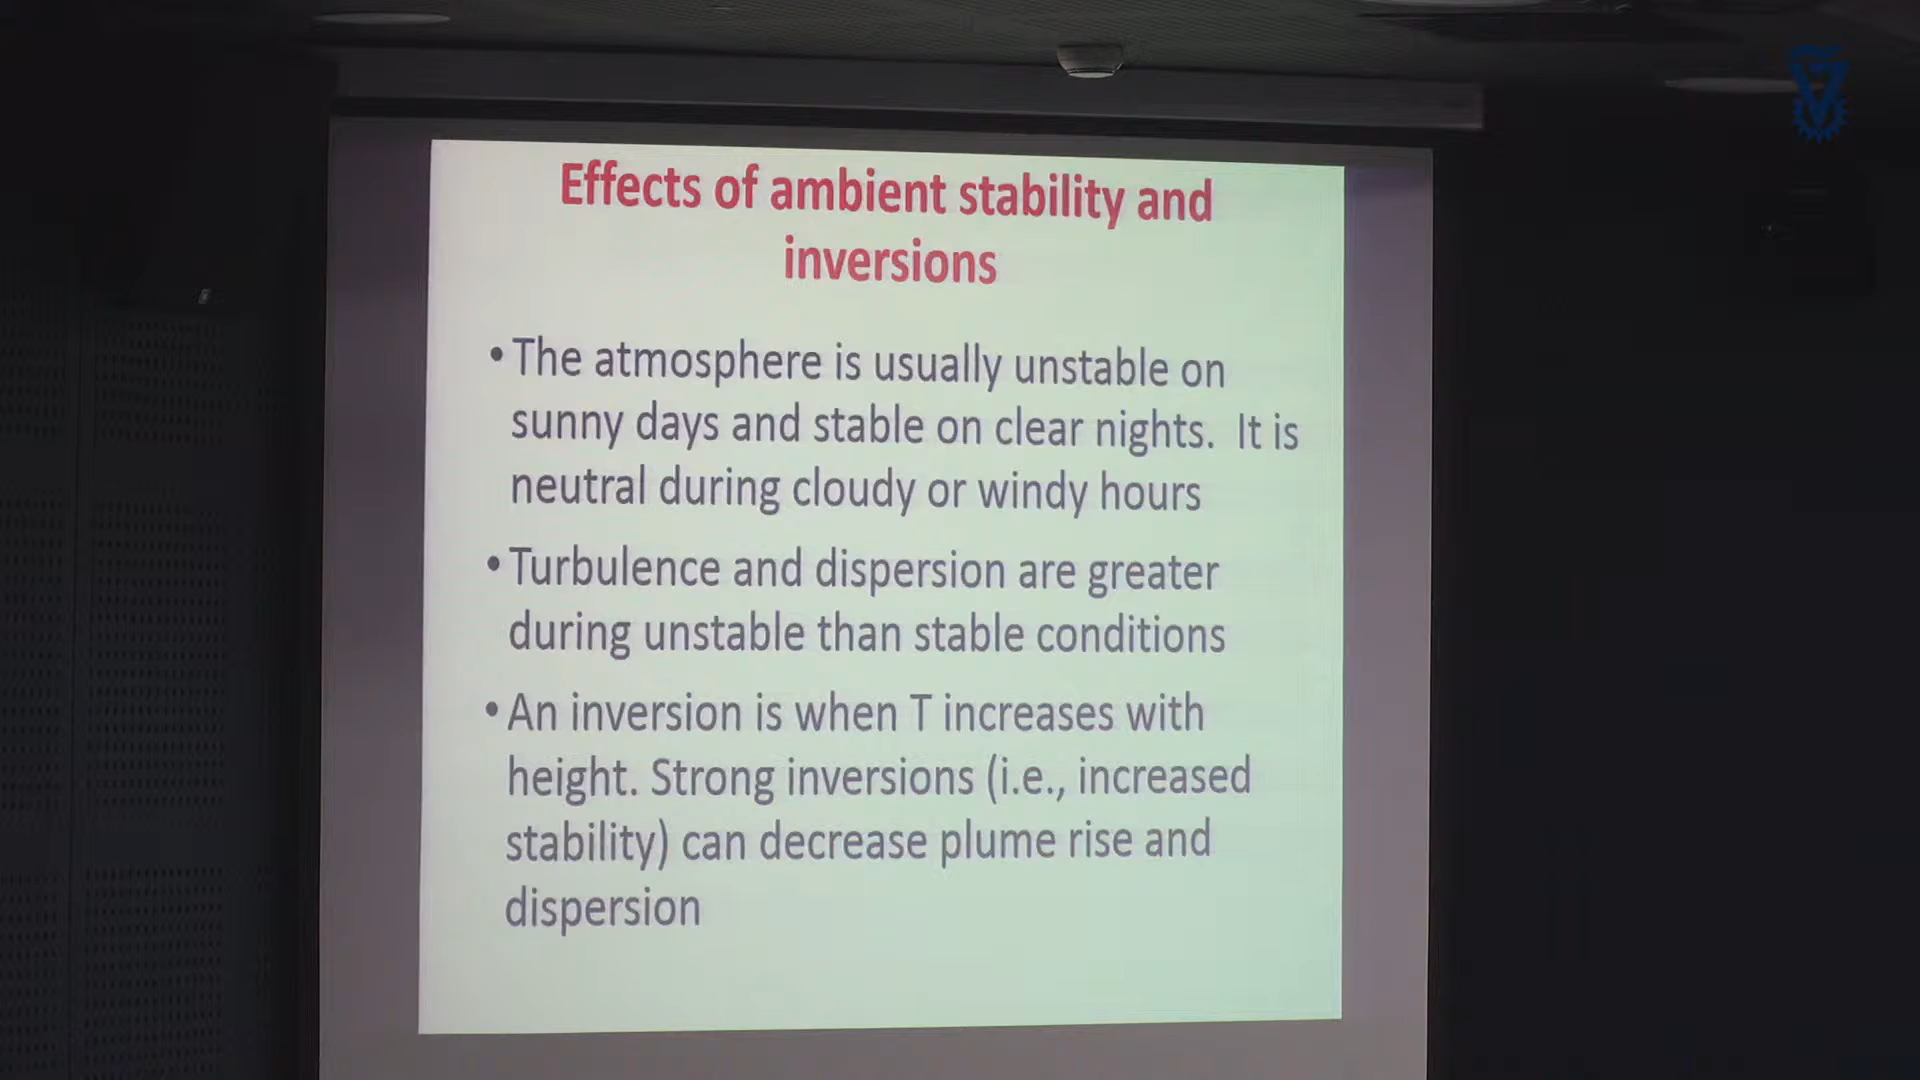 Effects of ambient stability and
inversions
• The atmosphere is usually unstable on
sunny days and stable on clear nights.  It is
neutral during cloudy or windy hours
• Turbulence and dispersion are greater
during unstable than stable conditions
• An inversion is when T increases with
height. Strong inversions (i.e., increased
stability) can decrease plume rise and
dispersion